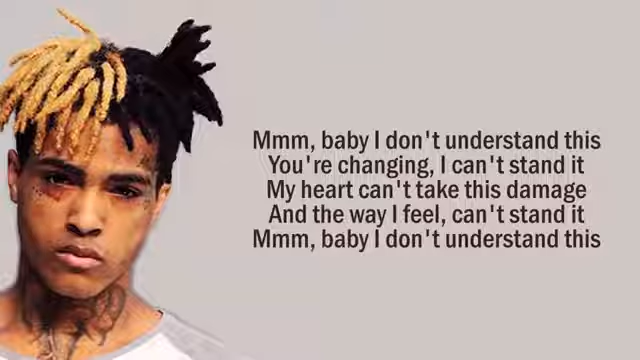 Mmm, baby I don't understand this
You're changing, I can't stand it
My heart can't take this damage
And the way I feel, can't stand it
Mmm, baby I don't understand this